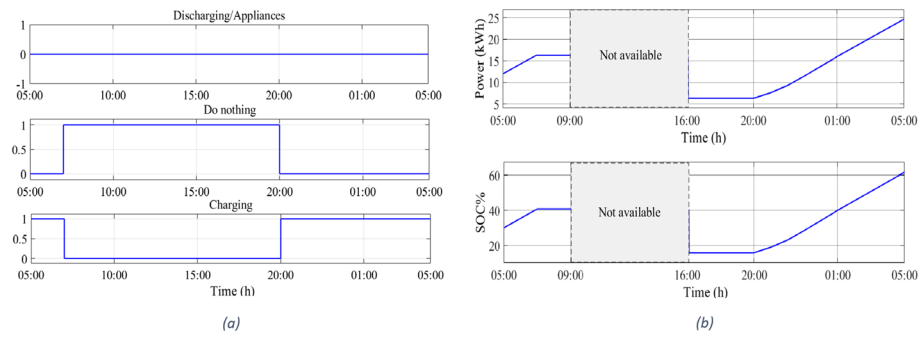 Discharging/Appliances
1
0
-1
05:00 10:00 15:00 20:00 01:00 05:00
Do nothing
1
0.5
0
05:00 10:00 15:00 20:00 01:00 05:00
Charging
1
0.5
0
05:00 10:00 15:00 20:00 01:00 05:00
Time (h)
(a)
Power (kWh)
25
20
15
10
5
Not available
05:00 09:00 16:00 20:00 01:00 05:00
Time (h)
SOC%
60
40
20
Not available
05:00 09:00 16:00 20:00 01:00 05:00
Time (h)
(b)